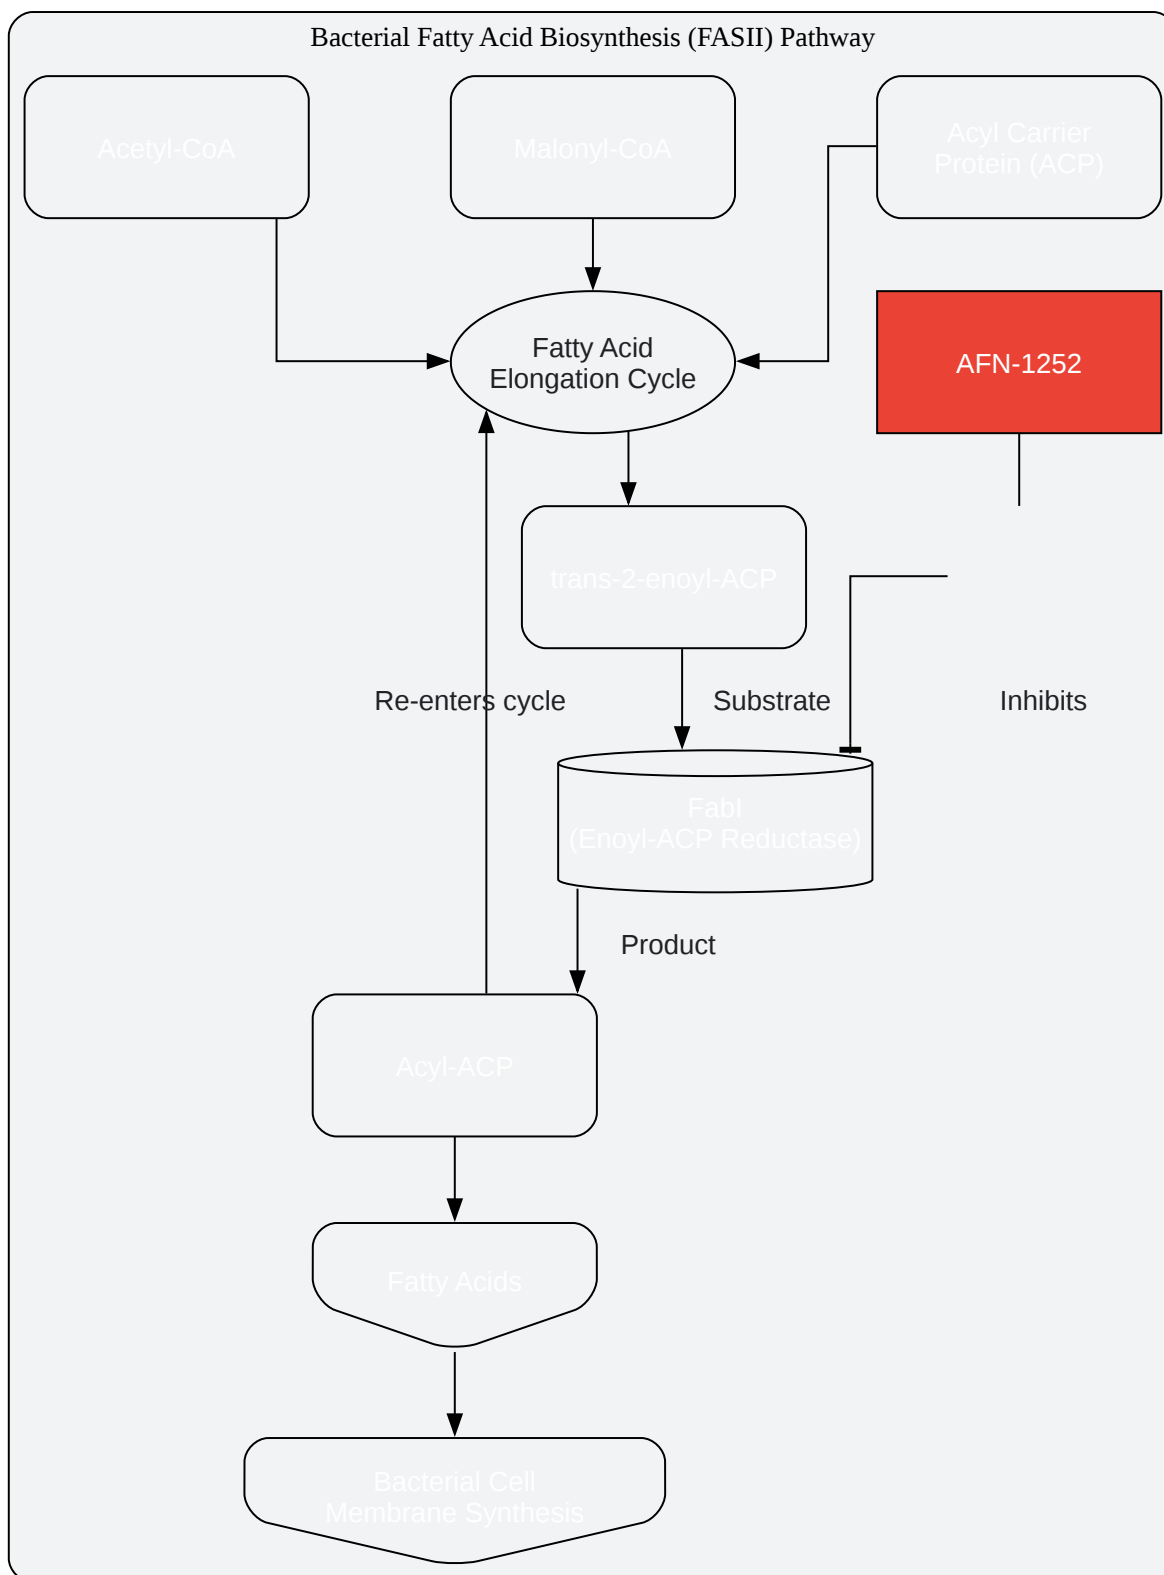 Bacterial Fatty Acid Biosynthesis (FASII) Pathway
Acetyl-CoA
Malonyl-CoA
Acyl Carrier
Protein (ACP)
Fatty Acid
Elongation Cycle
AFN-1252
trans-2-enoyl-ACP
Re-enters cycle
Substrate
Inhibits
FabI
(Enoyl-ACP Reductase)
Product
Acyl-ACP
Fatty Acids
Bacterial Cell
Membrane Synthesis